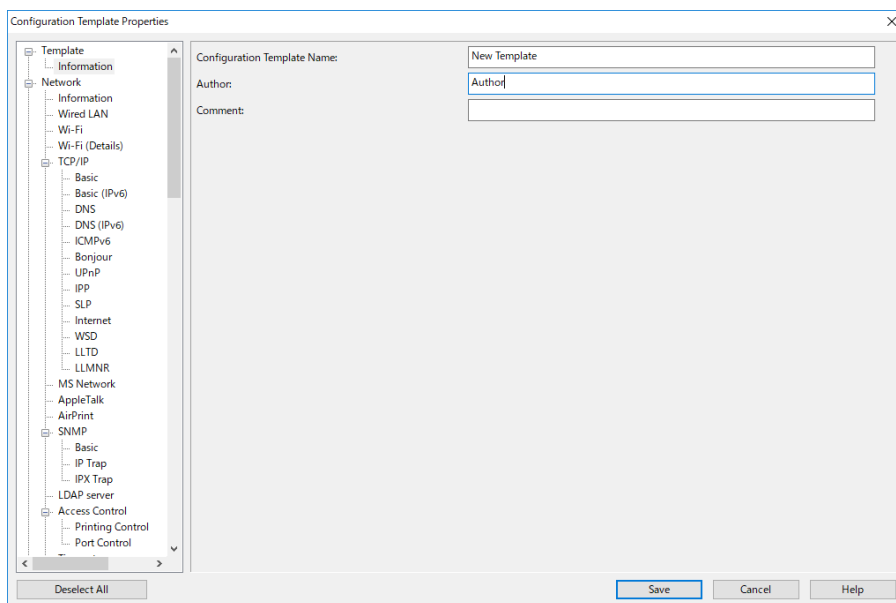 Configuration Template Properties
Template
Information
Network
Information
Wired LAN
Wi-Fi
Wi-Fi (Details)
TCP/IP
Basic
Basic (IPv6)
DNS
DNS (IPv6)
ICMPv6
Bonjour
UPnP
IPP
SLP
Internet
WSD
LLTD
LLMNR
MS Network
AppleTalk
AirPrint
SNMP
Basic
IP Trap
IPX Trap
LDAP server
Access Control
Printing Control
Port Control
Configuration Template Name: New Template
Author: Author
Comment:
Deselect All Save Cancel Help